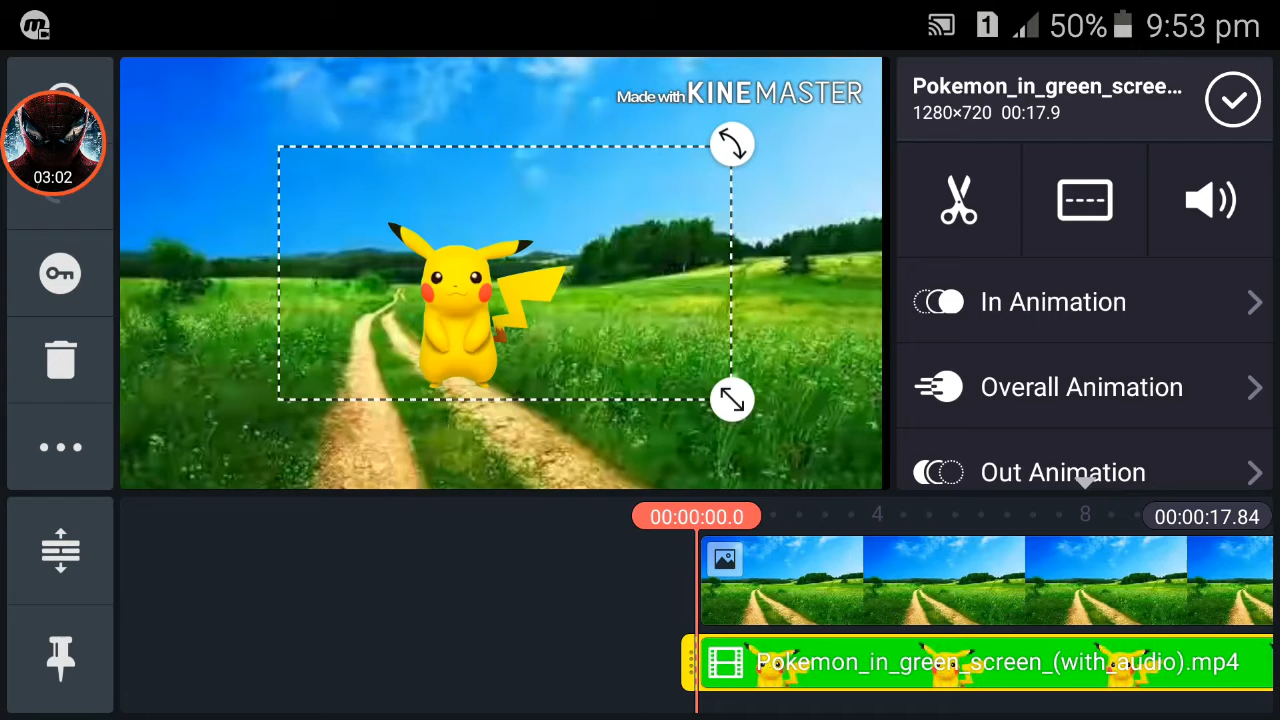 1 50% 9:53 pm
03:02
Made with KINEMASTER
Pokemon_in_green_scree...
1280×720 00:17.9
In Animation
Overall Animation
Out Animation
00:00:00.0 4 8 00:00:17.84
Pokemon_in_green_screen_(with_audio).mp4